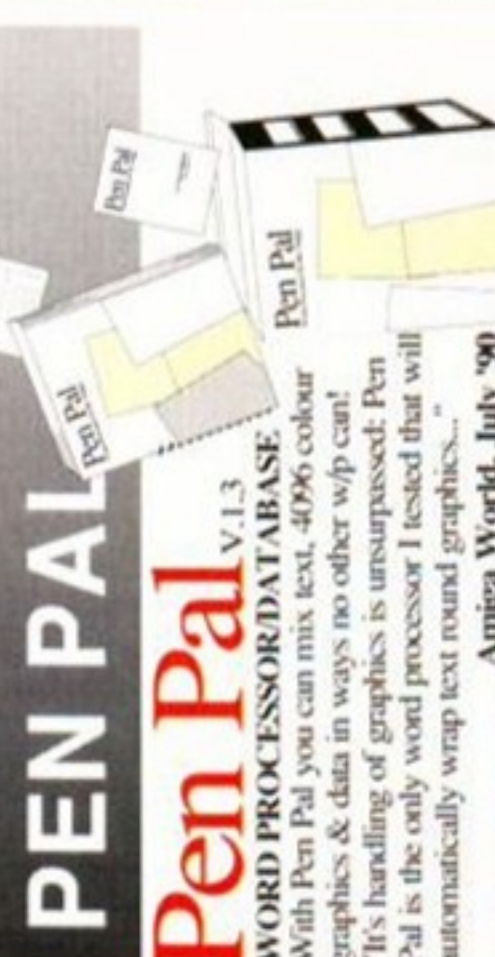 PEN PAL
Pen Pal V.1.3
WORD PROCESSOR/DATABASE
With Pen Pal you can mix text, 4096 colour
graphics & data in ways no other w/p can!
"It's handling of graphics is unsurpassed: Pen
Pal is the only word processor I tested that will
automatically wrap text round graphics..."
Amiga World, July '90
Pen Pal
Pen Pal
Pen Pal